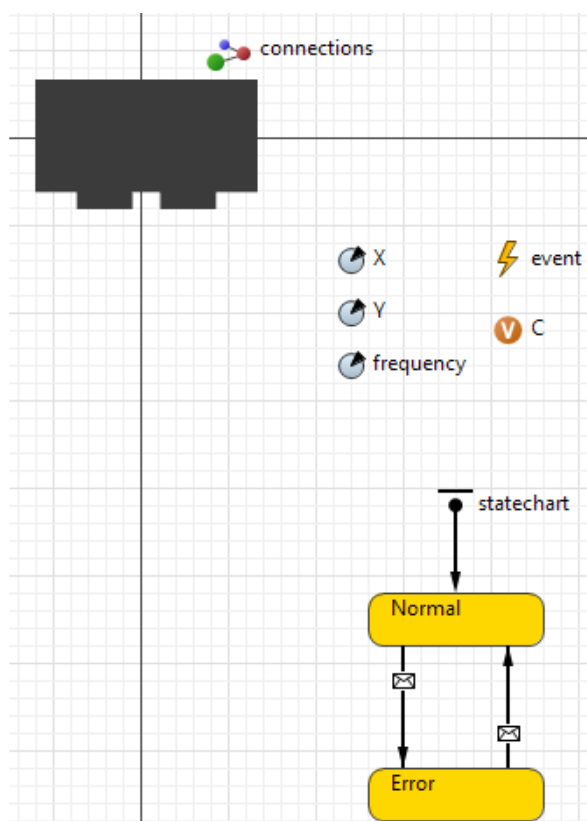 connections
X
event
Y
V C
frequency
statechart
Normal
Error